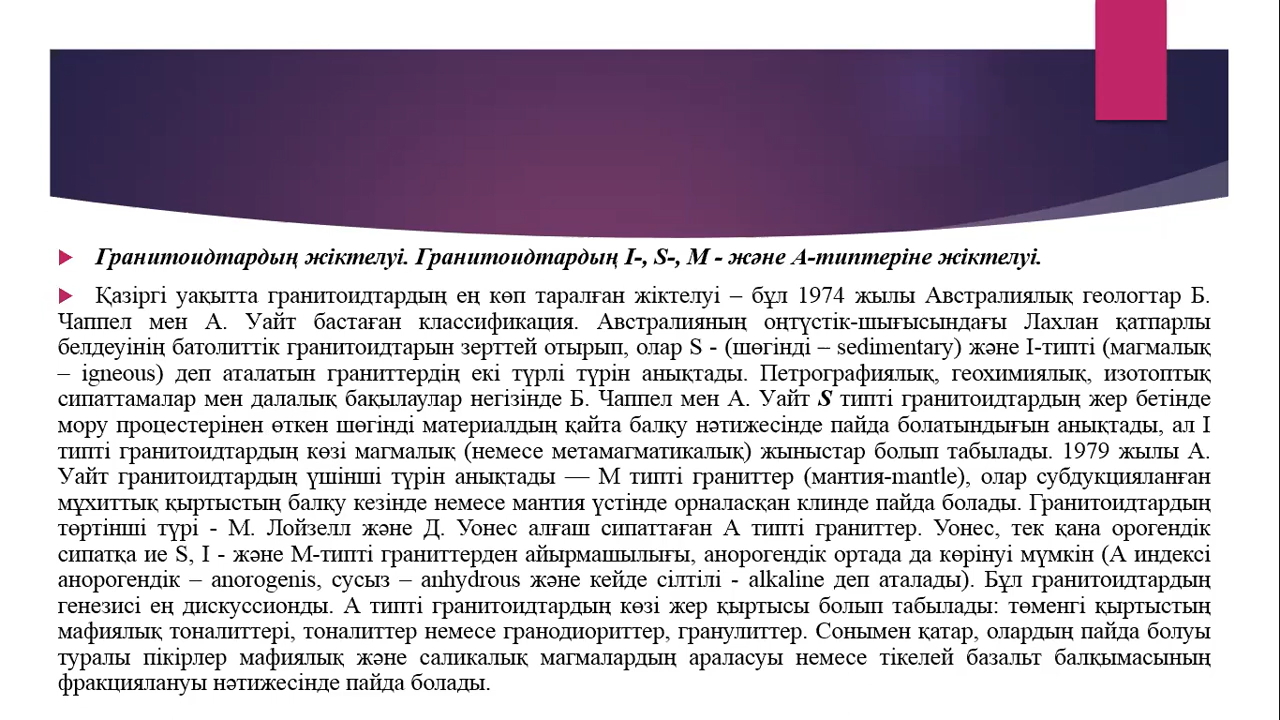 Гранитоидтардың жіктелуі. Гранитоидтардың I-, S-, M - және А-типтеріне жіктелуі.
Қазіргі уақытта гранитоидтардың ең көп таралған жіктелуі – бұл 1974 жылы Австралиялық геологтар Б.
Чаппел мен А. Уайт бастаған классификация. Австралияның оңтүстік-шығысындағы Лахлан қатпарлы
белдеуінің батолиттік гранитоидтарын зерттей отырып, олар S - (шөгінді – sedimentary) және I-типті (магмалық
– igneous) деп аталатын граниттердің екі түрлі түрін анықтады. Петрографиялық, геохимиялық, изотоптық
сипаттамалар мен далалық бақылаулар негізінде Б. Чаппел мен А. Уайт S типті гранитоидтардың жер бетінде
мору процестерінен өткен шөгінді материалдың қайта балқу нәтижесінде пайда болатындығын анықтады, ал I
типті гранитоидтардың көзі магмалық (немесе метамагматикалық) жыныстар болып табылады. 1979 жылы А.
Уайт гранитоидтардың үшінші түрін анықтады — М типті граниттер (мантия-mantle), олар субдукцияланған
мұхиттық қыртыстың балқу кезінде немесе мантия үстінде орналасқан клинде пайда болады. Гранитоидтардың
төртінші түрі - М. Лойзелл және Д. Уонес алғаш сипаттаған А типті граниттер. Уонес, тек қана орогендік
сипатқа ие S, I - және М-типті граниттерден айырмашылығы, анорогендік ортада да көрінуі мүмкін (А индексі
анорогендік – anorogenis, сусыз – anhydrous және кейде сілтілі - alkaline деп аталады). Бұл гранитоидтардың
генезисі ең дискуссионды. А типті гранитоидтардың көзі жер қыртысы болып табылады: төменгі қыртыстың
мафиялық тоналиттері, тоналиттер немесе гранодиориттер, гранулиттер. Сонымен қатар, олардың пайда болуы
туралы пікірлер мафиялық және саликалық магмалардың араласуы немесе тікелей базальт балқымасының
фракциялануы нәтижесінде пайда болады.